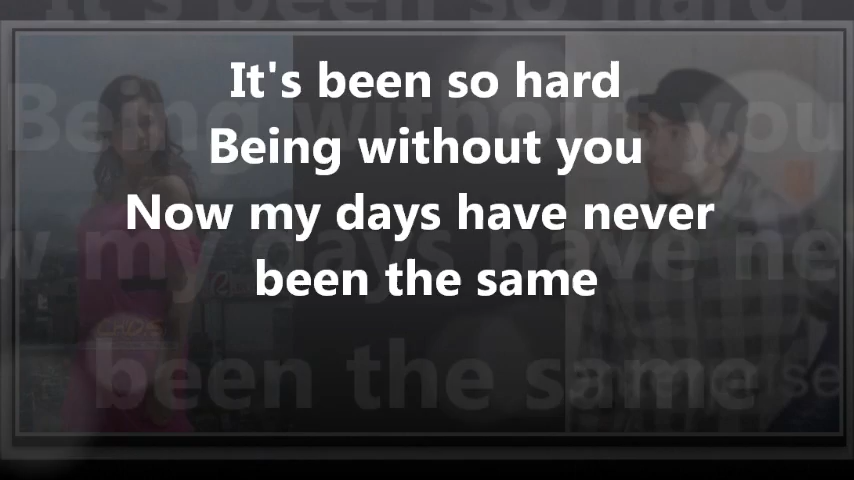 It's been so hard
Being without you
Now my days have never
been the same